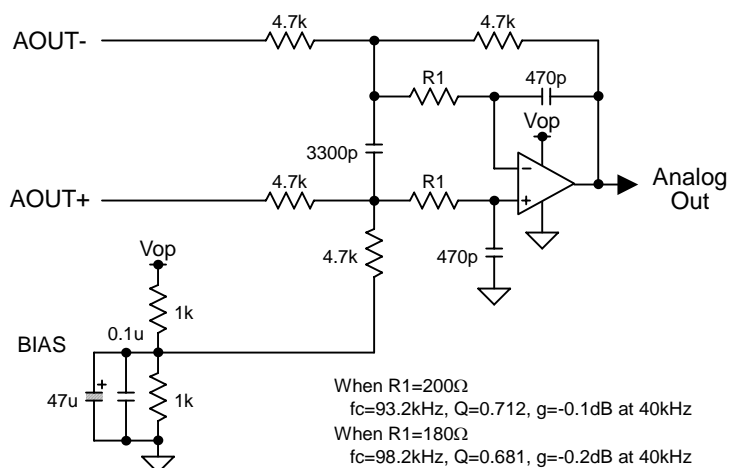 4.7k
4.7k
AOUT-
R1
470p
Vop
3300p
4.7k
R1
AOUT+
Analog
Out
−
+
4.7k
470p
Vop
1k
BIAS
0.1u
+
47u
1k
When R1=200Ω
fc=93.2kHz, Q=0.712, g=-0.1dB at 40kHz
When R1=180Ω
fc=98.2kHz, Q=0.681, g=-0.2dB at 40kHz